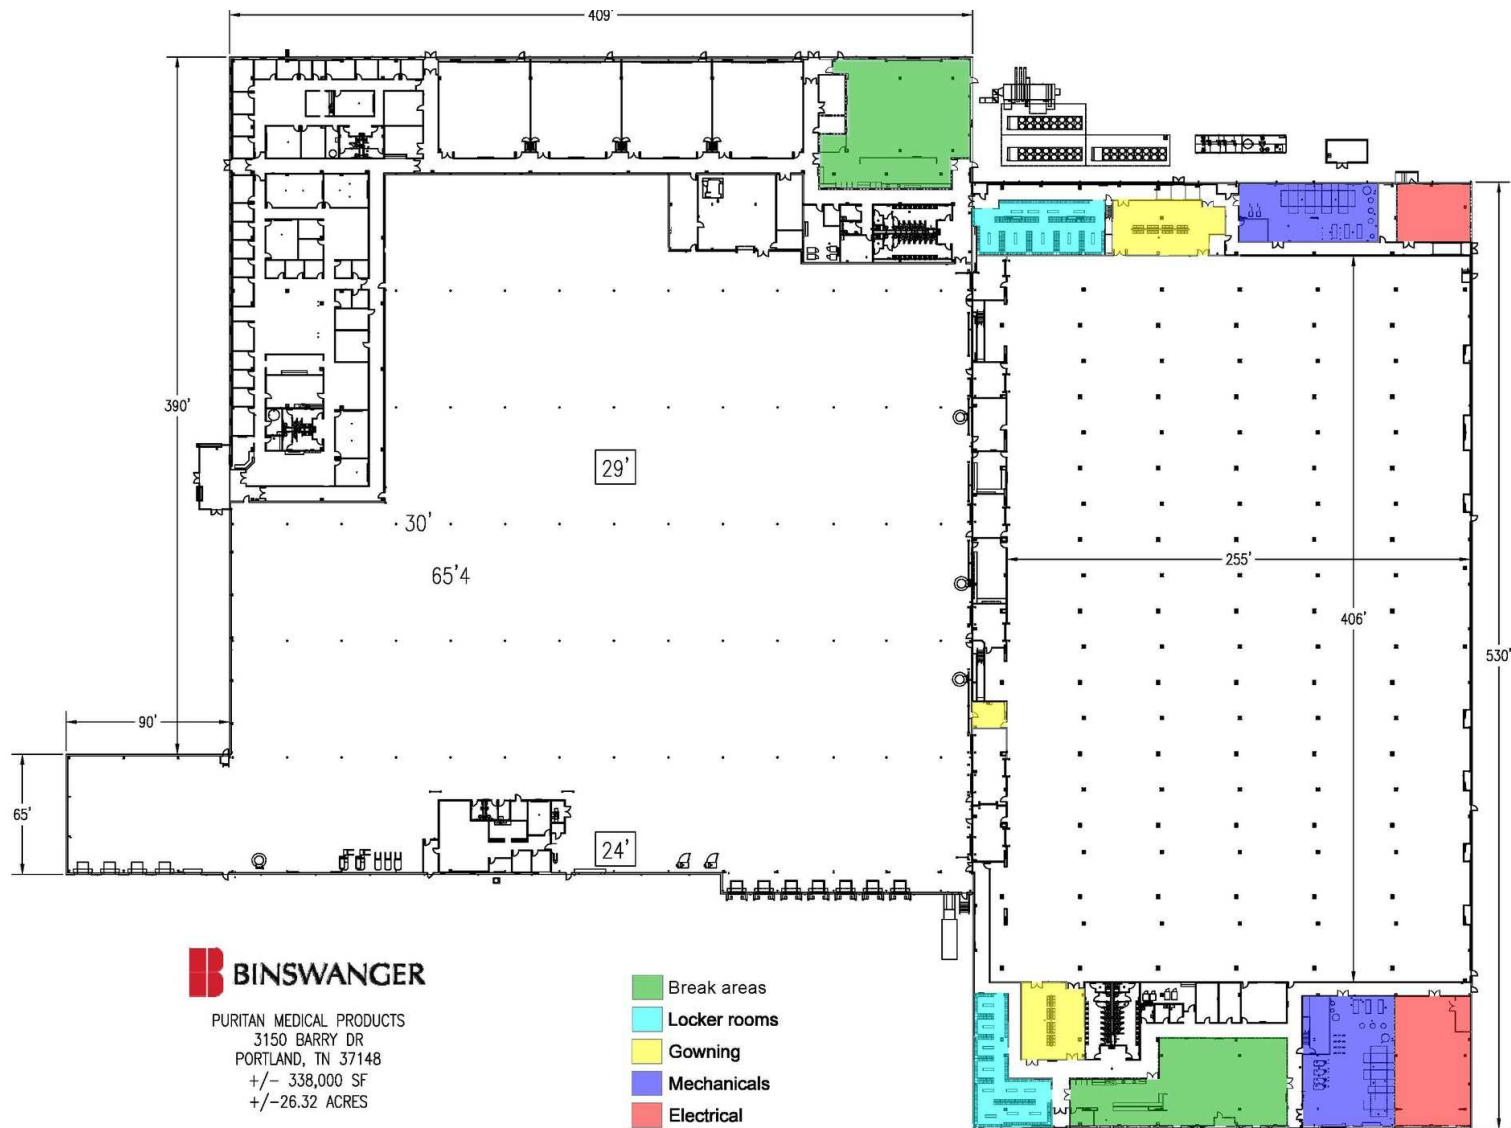 409'
390'
29'
30'
65'4
255'
406'
530'
90'
65'
24'
BINSWANGER
PURITAN MEDICAL PRODUCTS
3150 BARRY DR
PORTLAND, TN 37148
+/- 338,000 SF
+/-26.32 ACRES
Break areas
Locker rooms
Gowning
Mechanicals
Electrical